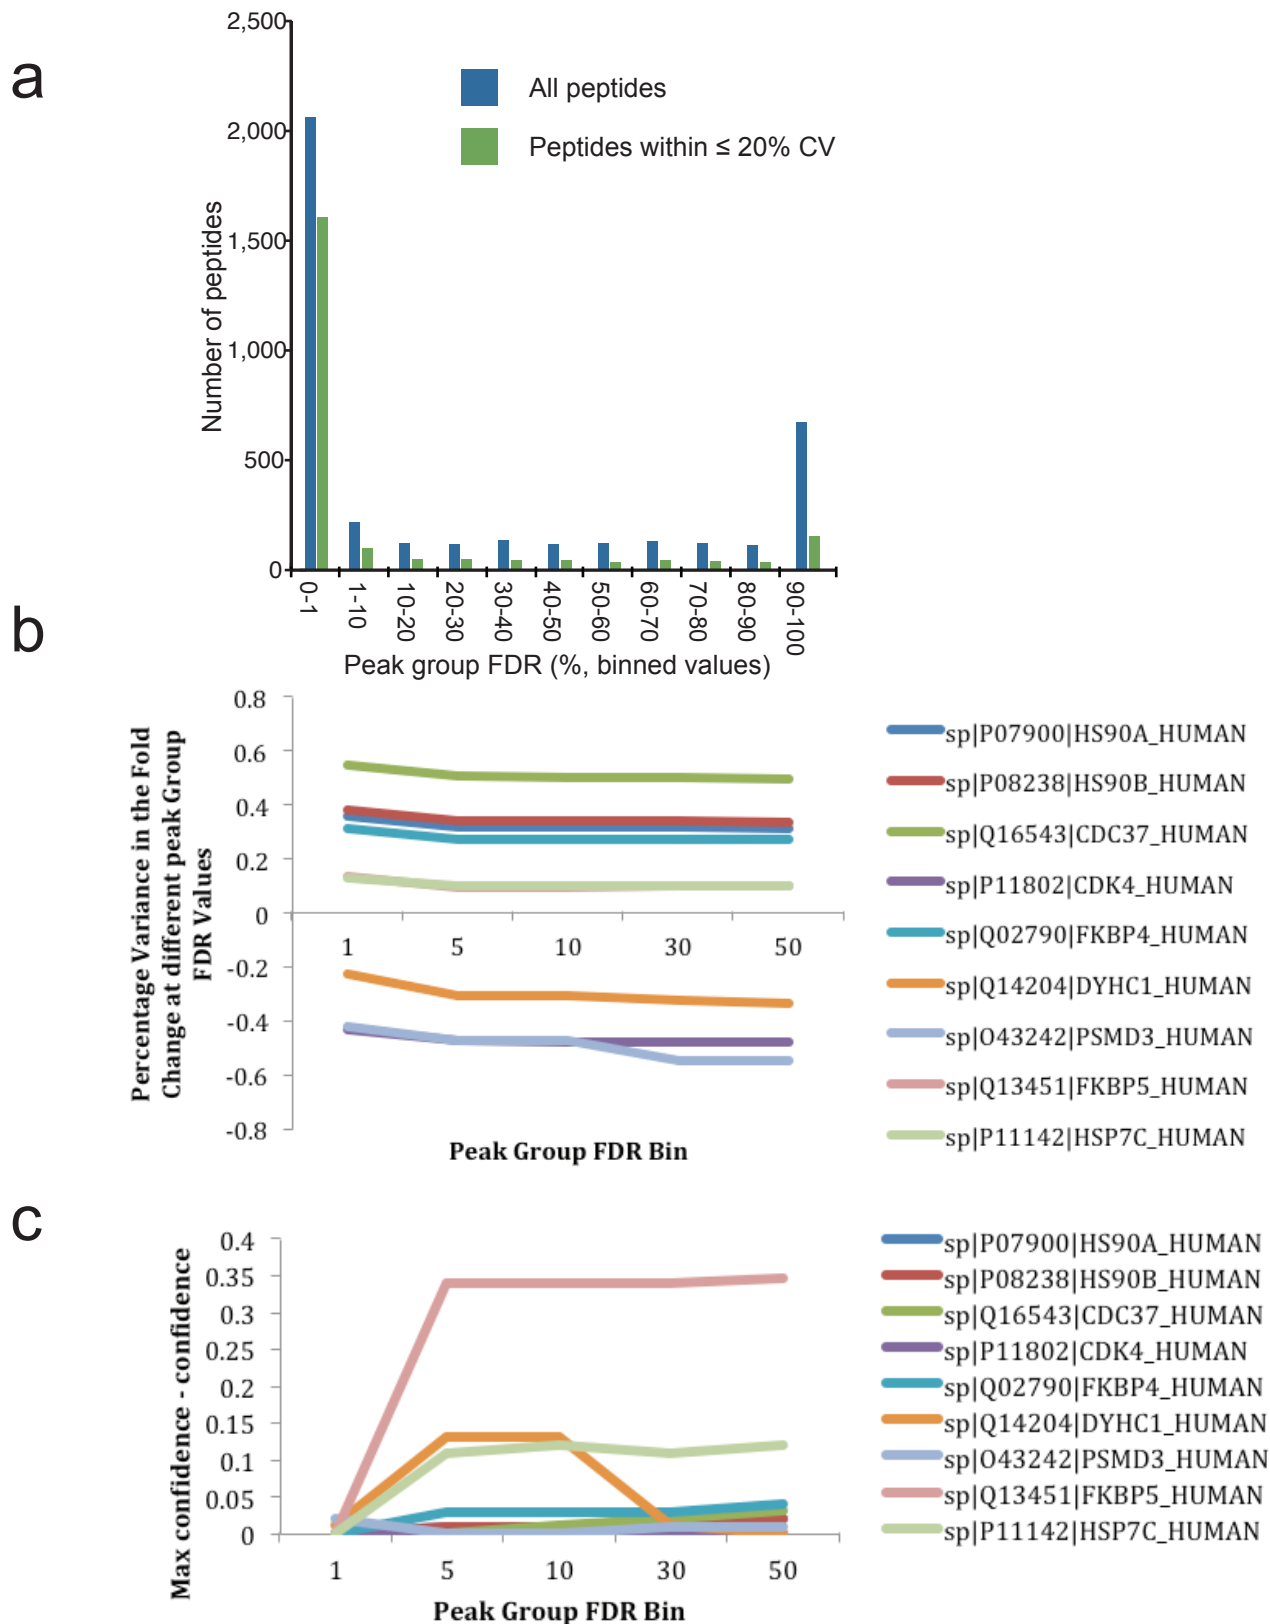 a
2,500
2,000
1,500
1,000
500
0
Number of peptides
All peptides
Peptides within ≤ 20% CV
0-1
1-10
10-20
20-30
30-40
40-50
50-60
60-70
70-80
80-90
90-100
Peak group FDR (%, binned values)
b
Percentage Variance in the Fold
Change at different peak Group
FDR Values
0.8
0.6
0.4
0.2
0
-0.2
-0.4
-0.6
-0.8
1 5 10 30 50
Peak Group FDR Bin
sp|P07900|HS90A_HUMAN
sp|P08238|HS90B_HUMAN
sp|Q16543|CDC37_HUMAN
sp|P11802|CDK4_HUMAN
sp|Q02790|FKBP4_HUMAN
sp|Q14204|DYHC1_HUMAN
sp|O43242|PSMD3_HUMAN
sp|Q13451|FKBP5_HUMAN
sp|P11142|HSP7C_HUMAN
c
Max confidence - confidence
0.4
0.35
0.3
0.25
0.2
0.15
0.1
0.05
0
1 5 10 30 50
Peak Group FDR Bin
sp|P07900|HS90A_HUMAN
sp|P08238|HS90B_HUMAN
sp|Q16543|CDC37_HUMAN
sp|P11802|CDK4_HUMAN
sp|Q02790|FKBP4_HUMAN
sp|Q14204|DYHC1_HUMAN
sp|O43242|PSMD3_HUMAN
sp|Q13451|FKBP5_HUMAN
sp|P11142|HSP7C_HUMAN